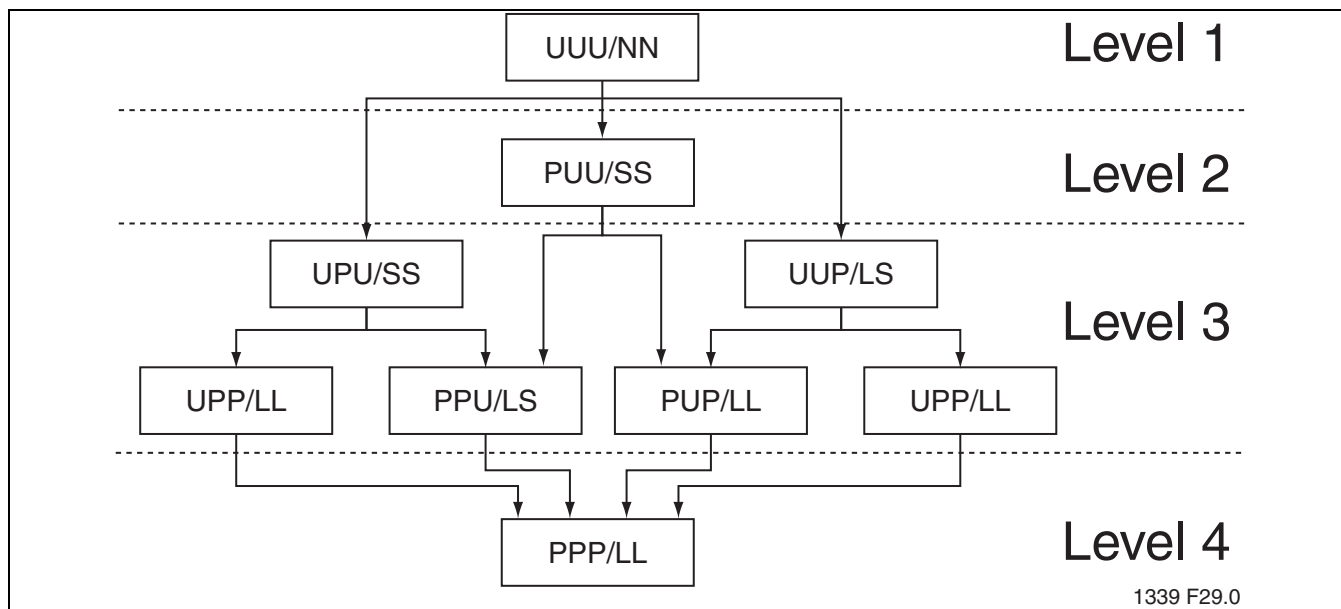 UUU/NN
Level 1
PUU/SS
Level 2
UPU/SS
UUP/LS
Level 3
UPP/LL
PPU/LS
PUP/LL
UPP/LL
PPP/LL
Level 4
1339 F29.0